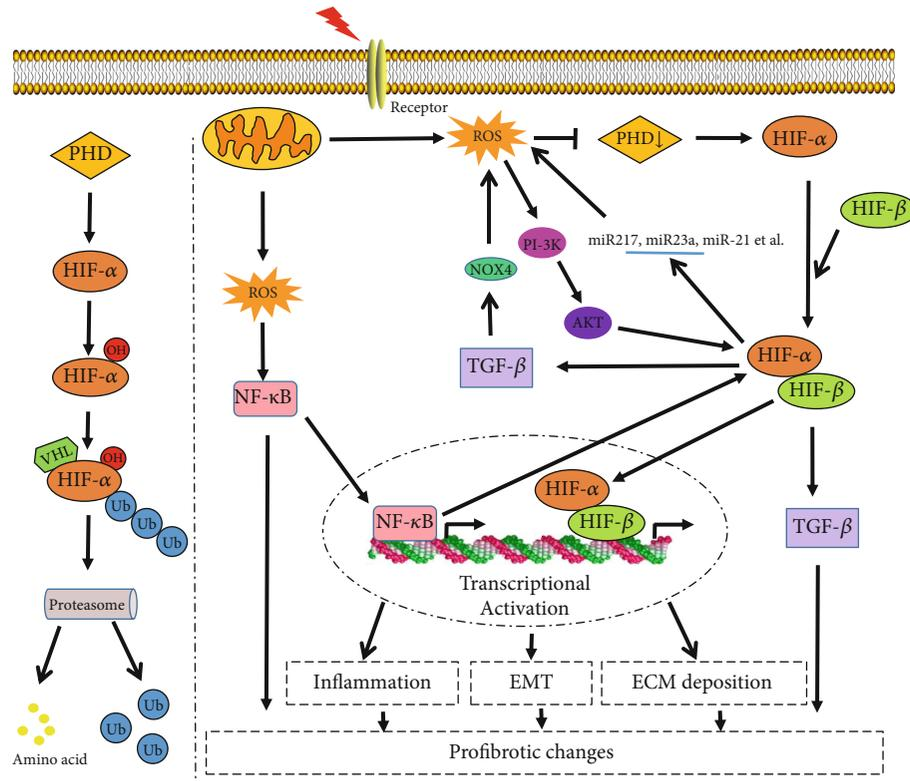 Receptor
PHD
HIF-α
HIF-α
OH
VHL
OH
HIF-α
Ub
Ub
Ub
Proteasome
Amino acid
Ub
Ub
Ub
ROS
PHD↓
HIF-α
HIF-β
PI-3K
miR217, miR23a, miR-21 et al.
NOX4
AKT
ROS
TGF-β
HIF-α
HIF-β
NF-κB
HIF-α
NF-κB
HIF-β
TGF-β
Transcriptional
Activation
Inflammation
EMT
ECM deposition
Profibrotic changes